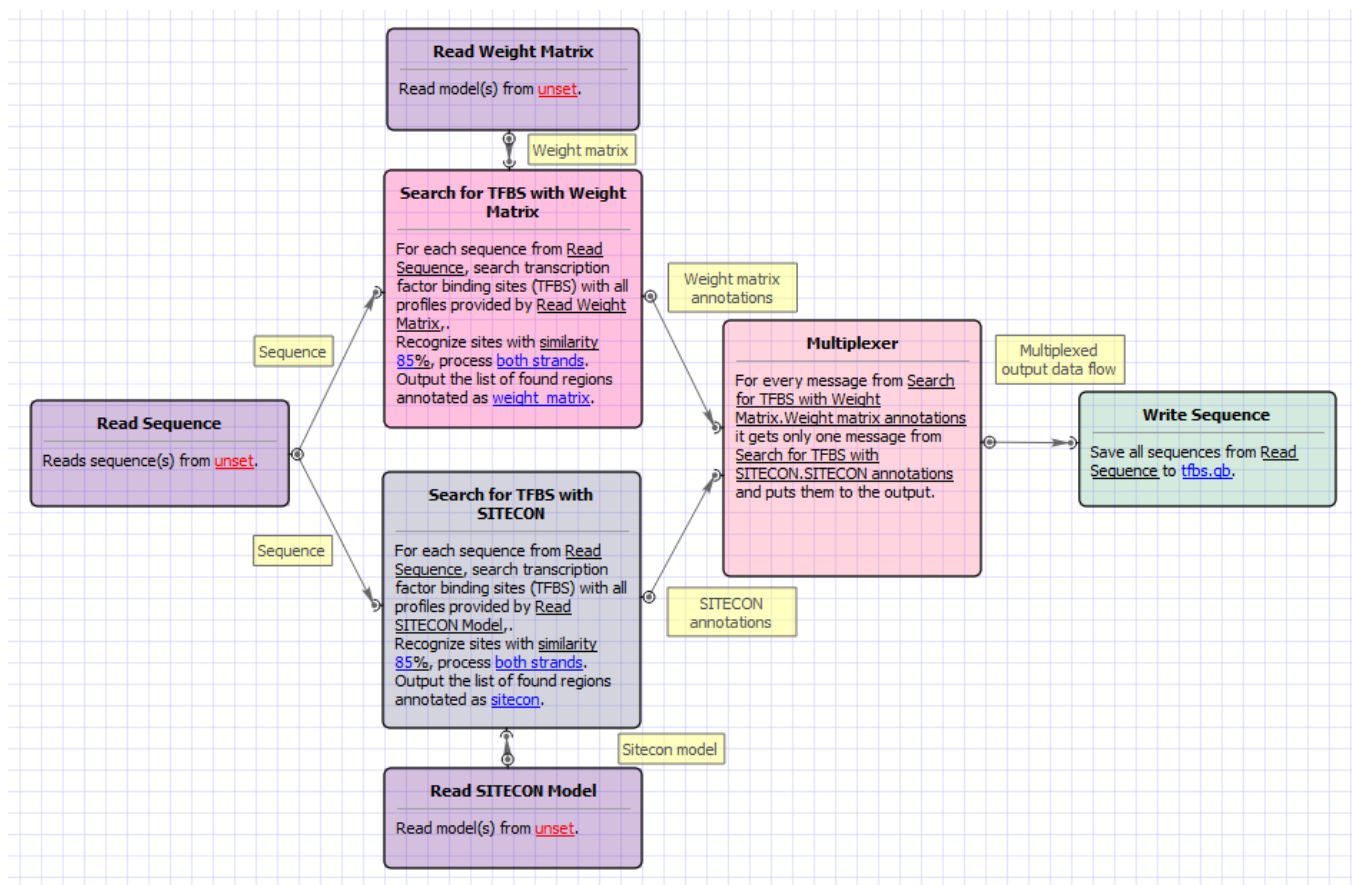 Read Weight Matrix
Read model(s) from unset.
Weight matrix
Search for TFBS with Weight
Matrix
For each sequence from Read
Sequence, search transcription
factor binding sites (TFBS) with all
profiles provided by Read Weight
Matrix,.
Recognize sites with similarity
85%, process both strands.
Output the list of found regions
annotated as weight_matrix.
Weight matrix
annotations
Sequence
Read Sequence
Reads sequence(s) from unset.
Sequence
Multiplexer
For every message from Search
for TFBS with Weight
Matrix.Weight matrix annotations
it gets only one message from
Search for TFBS with
SITECON.SITECON annotations
and puts them to the output.
Multiplexed
output data flow
Write Sequence
Save all sequences from Read
Sequence to tfbs.gb.
Search for TFBS with
SITECON
For each sequence from Read
Sequence, search transcription
factor binding sites (TFBS) with all
profiles provided by Read
SITECON Model,.
Recognize sites with similarity
85%, process both strands.
Output the list of found regions
annotated as sitecon.
SITECON
annotations
Sitecon model
Read SITECON Model
Read model(s) from unset.